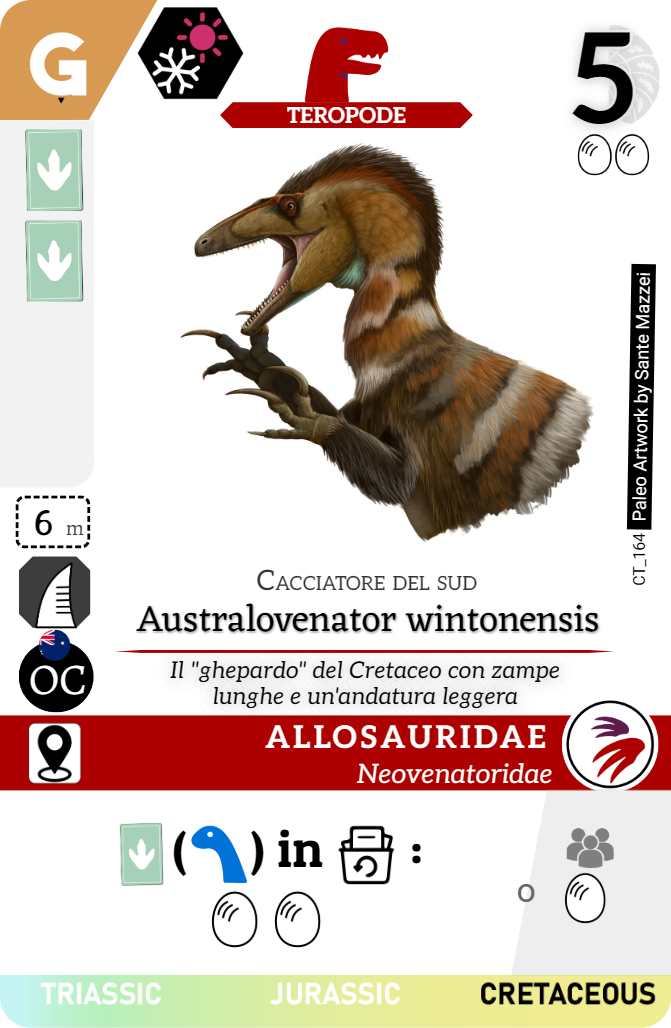 G
TEROPODE
5
Paleo Artwork by Sante Mazzei
CT_164
6 m
OC
CACCIATORE DEL SUD
Australovenator wintonensis
Il "ghepardo" del Cretaceo con zampe
lunghe e un'andatura leggera
ALLOSAURIDAE
Neovenatoridae
( ) in :
o
TRIASSIC JURASSIC CRETACEOUS